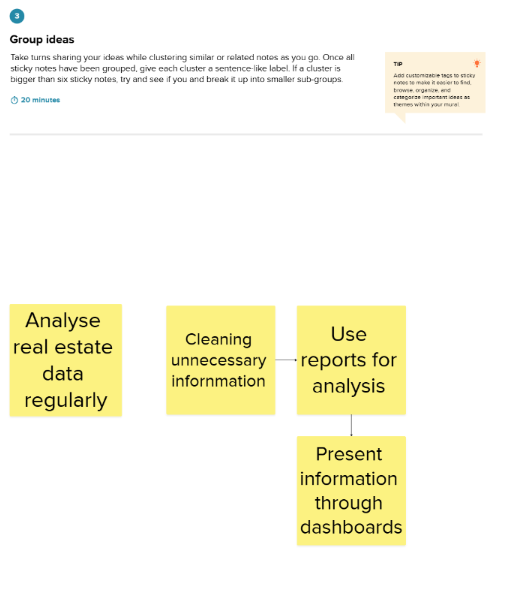 3
Group ideas
Take turns sharing your ideas while clustering similar or related notes as you go. Once all
sticky notes have been grouped, give each cluster a sentence-like label. If a cluster is
bigger than six sticky notes, try and see if you and break it up into smaller sub-groups.
20 minutes
TIP
Add customizable tags to sticky
notes to make it easier to find,
browse, organize, and
categorize important ideas as
themes within your mural.
Analyse
real estate
data
regularly
Cleaning
unnecessary
infornmation
Use
reports for
analysis
Present
information
through
dashboards